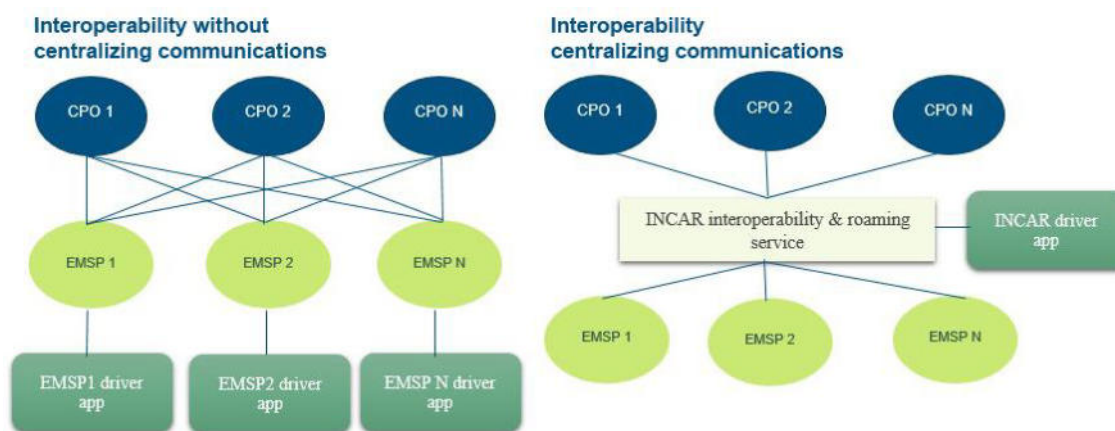 Interoperability without
centralizing communications
CPO 1
CPO 2
CPO N
EMSP 1
EMSP 2
EMSP N
EMSP1 driver
app
EMSP2 driver
app
EMSP N driver
app
Interoperability
centralizing communications
CPO 1
CPO 2
CPO N
INCAR interoperability & roaming
service
INCAR driver
app
EMSP 1
EMSP 2
EMSP N